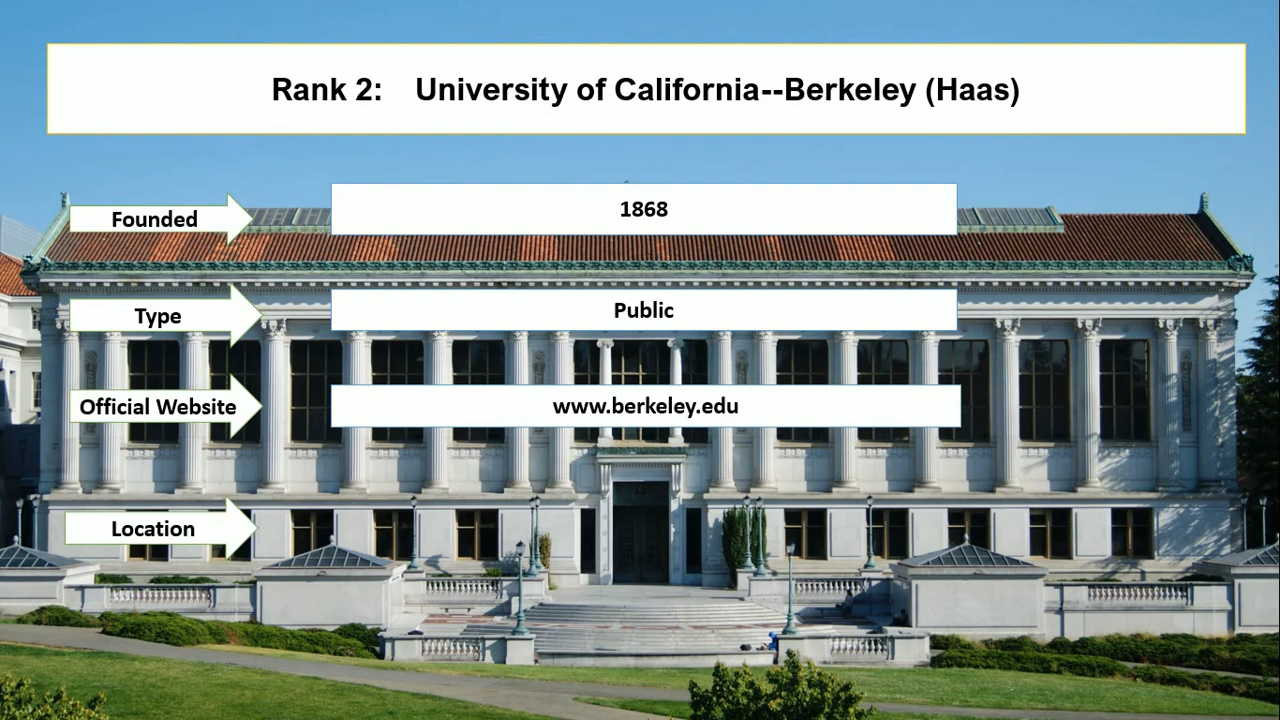 Rank 2: University of California--Berkeley (Haas)
Founded
1868
Type
Public
Official Website
www.berkeley.edu
Location